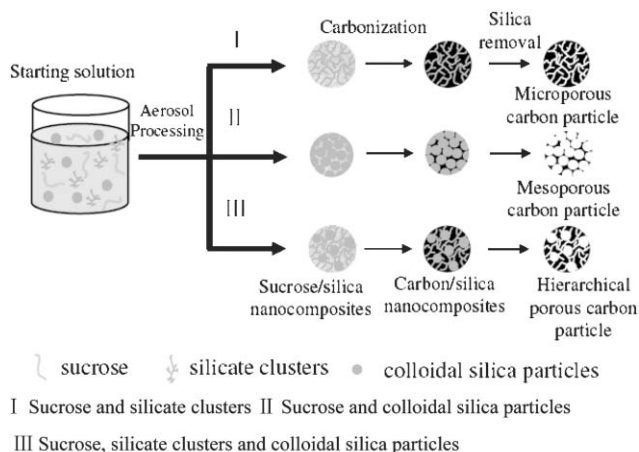 I
Carbonization
Silica
removal
Starting solution
Aerosol
Processing
II
Microporous
carbon particle
Mesoporous
carbon particle
III
Sucrose/silica
nanocomposites
Carbon/silica
nanocomposites
Hierarchical
porous carbon
particle
sucrose silicate clusters colloidal silica particles
I Sucrose and silicate clusters II Sucrose and colloidal silica particles
III Sucrose, silicate clusters and colloidal silica particles